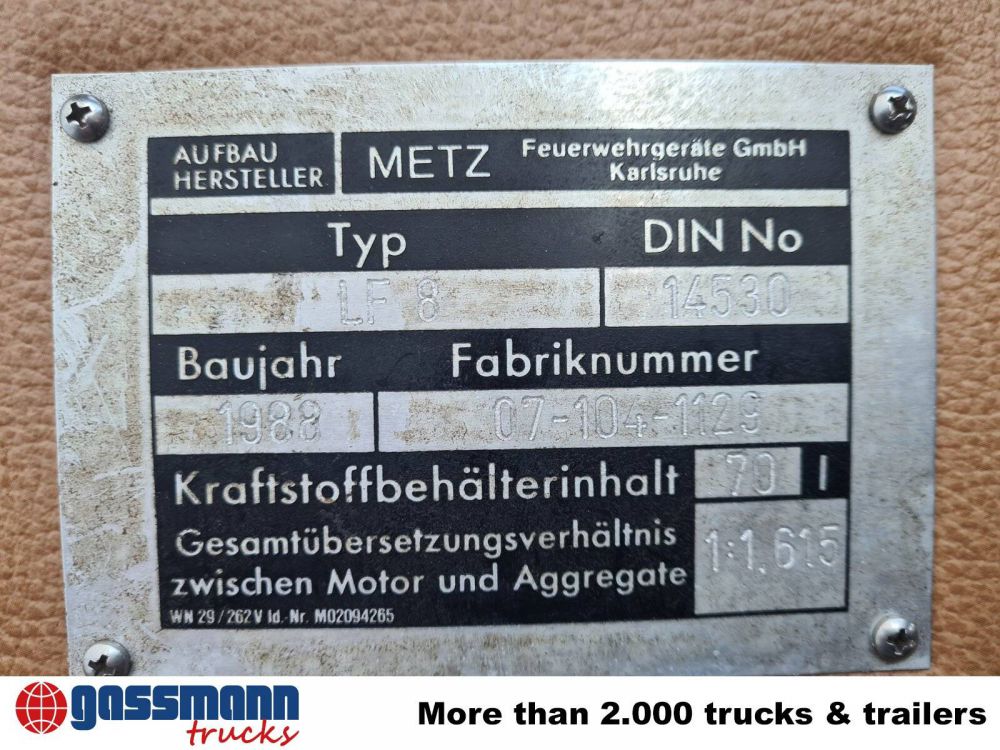 AUFBAU
HERSTELLER
METZ
Feuerwehrgeräte GmbH
Karlsruhe
Typ
DIN No
LF 8
14530
Baujahr
Fabriknummer
1988
07-104-1129
Kraftstoffbehälterinhalt
70 l
Gesamtübersetzungsverhältnis
zwischen Motor und Aggregate
1:1,615
WN 29/262 V Id.-Nr. M02094265
gassmann
trucks
More than 2.000 trucks & trailers